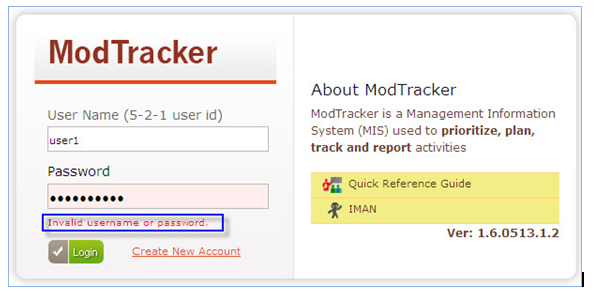 ModTracker
User Name (5-2-1 user id)
user1
Password
Invalid username or password.
Login
Create New Account
About ModTracker
ModTracker is a Management Information
System (MIS) used to prioritize, plan,
track and report activities
Quick Reference Guide
IMAN
Ver: 1.6.0513.1.2